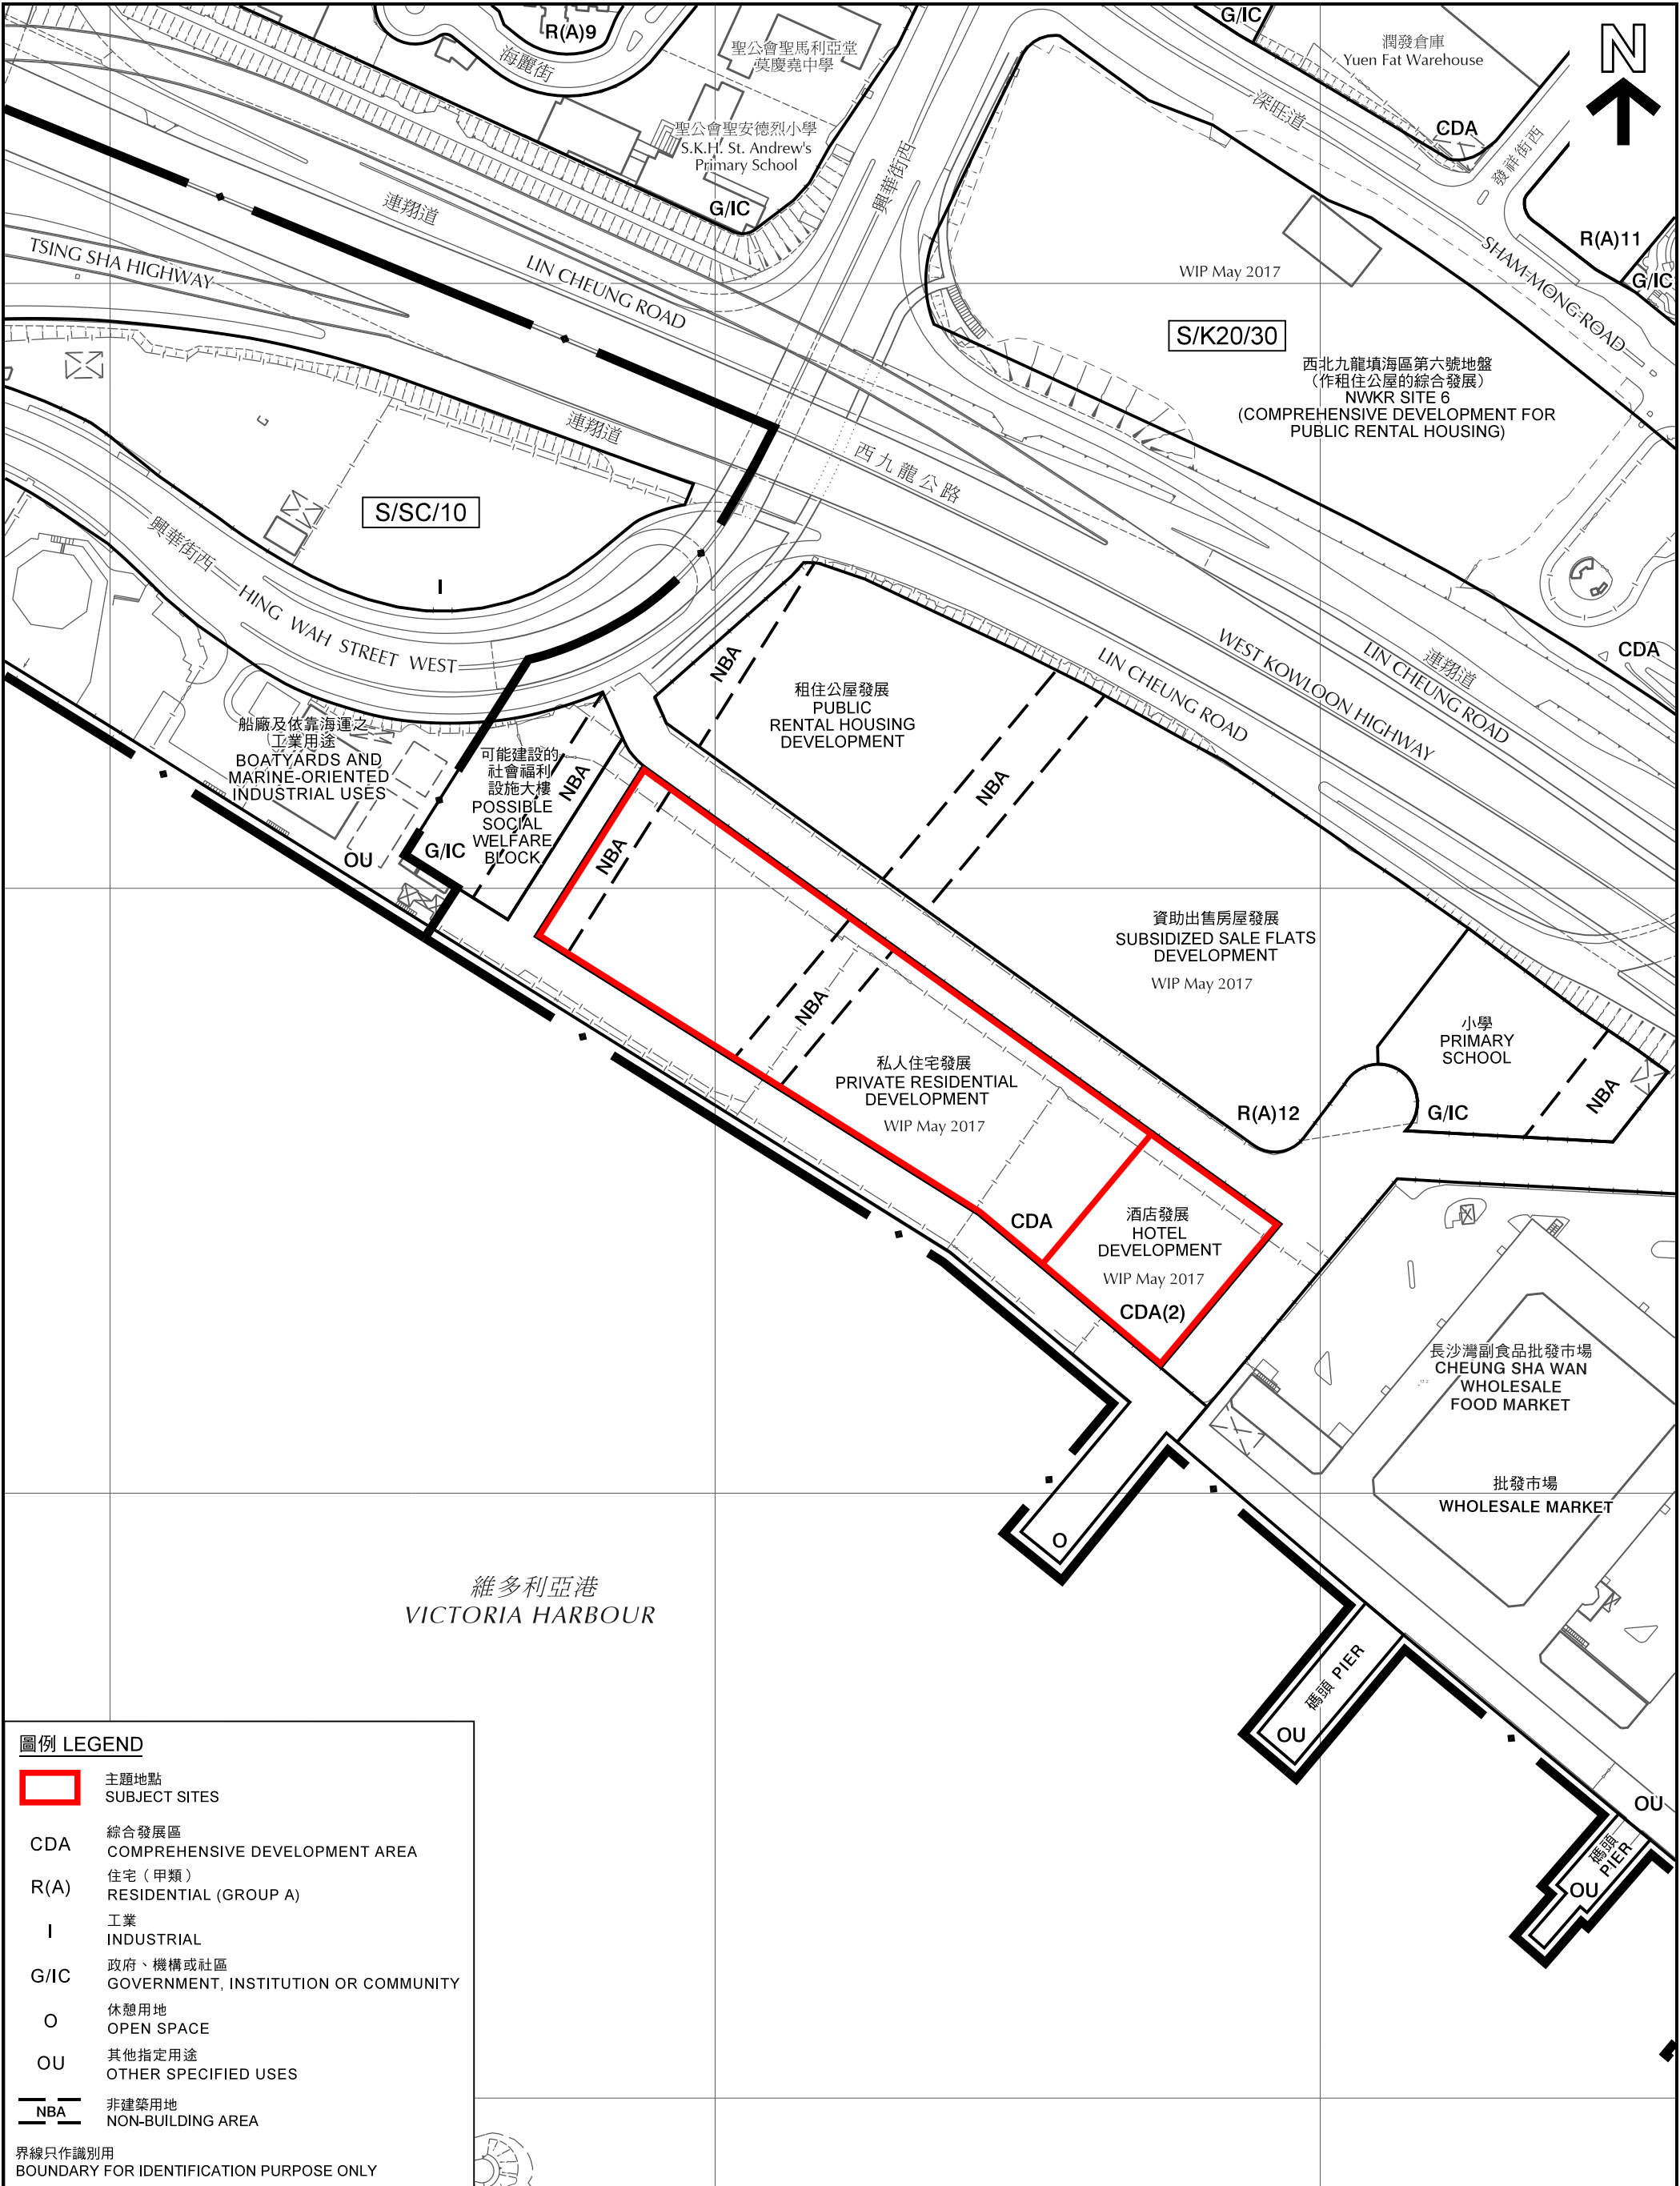 R(A)9
海麗街
聖公會聖馬利亞堂
莫慶堯中學
聖公會聖安德烈小學
S.K.H. St. Andrew's
Primary School
G/IC
興華街西
G/IC
潤發倉庫
Yuen Fat Warehouse
N
深旺道
CDA
發祥街西
R(A)11
G/IC
SHAM MONG ROAD
連翔道
TSING SHA HIGHWAY
LIN CHEUNG ROAD
WIP May 2017
S/K20/30
西北九龍填海區第六號地盤
(作租住公屋的綜合發展)
NWKR SITE 6
(COMPREHENSIVE DEVELOPMENT FOR
PUBLIC RENTAL HOUSING)
連翔道
西九龍公路
S/SC/10
興華街西
I
HING WAH STREET WEST
LIN CHEUNG ROAD
WEST KOWLOON HIGHWAY
連翔道
LIN CHEUNG ROAD
CDA
NBA
租住公屋發展
PUBLIC
RENTAL HOUSING
DEVELOPMENT
NBA
船廠及依靠海運之
工業用途
BOATYARDS AND
MARINE-ORIENTED
INDUSTRIAL USES
OU
可能建設的
社會福利
設施大樓
POSSIBLE
SOCIAL
WELFARE
BLOCK
G/IC
NBA
NBA
NBA
資助出售房屋發展
SUBSIDIZED SALE FLATS
DEVELOPMENT
WIP May 2017
小學
PRIMARY
SCHOOL
NBA
G/IC
R(A)12
私人住宅發展
PRIVATE RESIDENTIAL
DEVELOPMENT
WIP May 2017
CDA
酒店發展
HOTEL
DEVELOPMENT
WIP May 2017
CDA(2)
長沙灣副食品批發市場
CHEUNG SHA WAN
WHOLESALE
FOOD MARKET
批發市場
WHOLESALE MARKET
O
維多利亞港
VICTORIA HARBOUR
碼頭 PIER
OU
OU
碼頭
PIER
OU
圖例 LEGEND
主題地點
SUBJECT SITES
CDA
綜合發展區
COMPREHENSIVE DEVELOPMENT AREA
R(A)
住宅(甲類)
RESIDENTIAL (GROUP A)
I
工業
INDUSTRIAL
G/IC
政府、機構或社區
GOVERNMENT, INSTITUTION OR COMMUNITY
O
休憩用地
OPEN SPACE
OU
其他指定用途
OTHER SPECIFIED USES
NBA
非建築用地
NON-BUILDING AREA
界線只作識別用
BOUNDARY FOR IDENTIFICATION PURPOSE ONLY